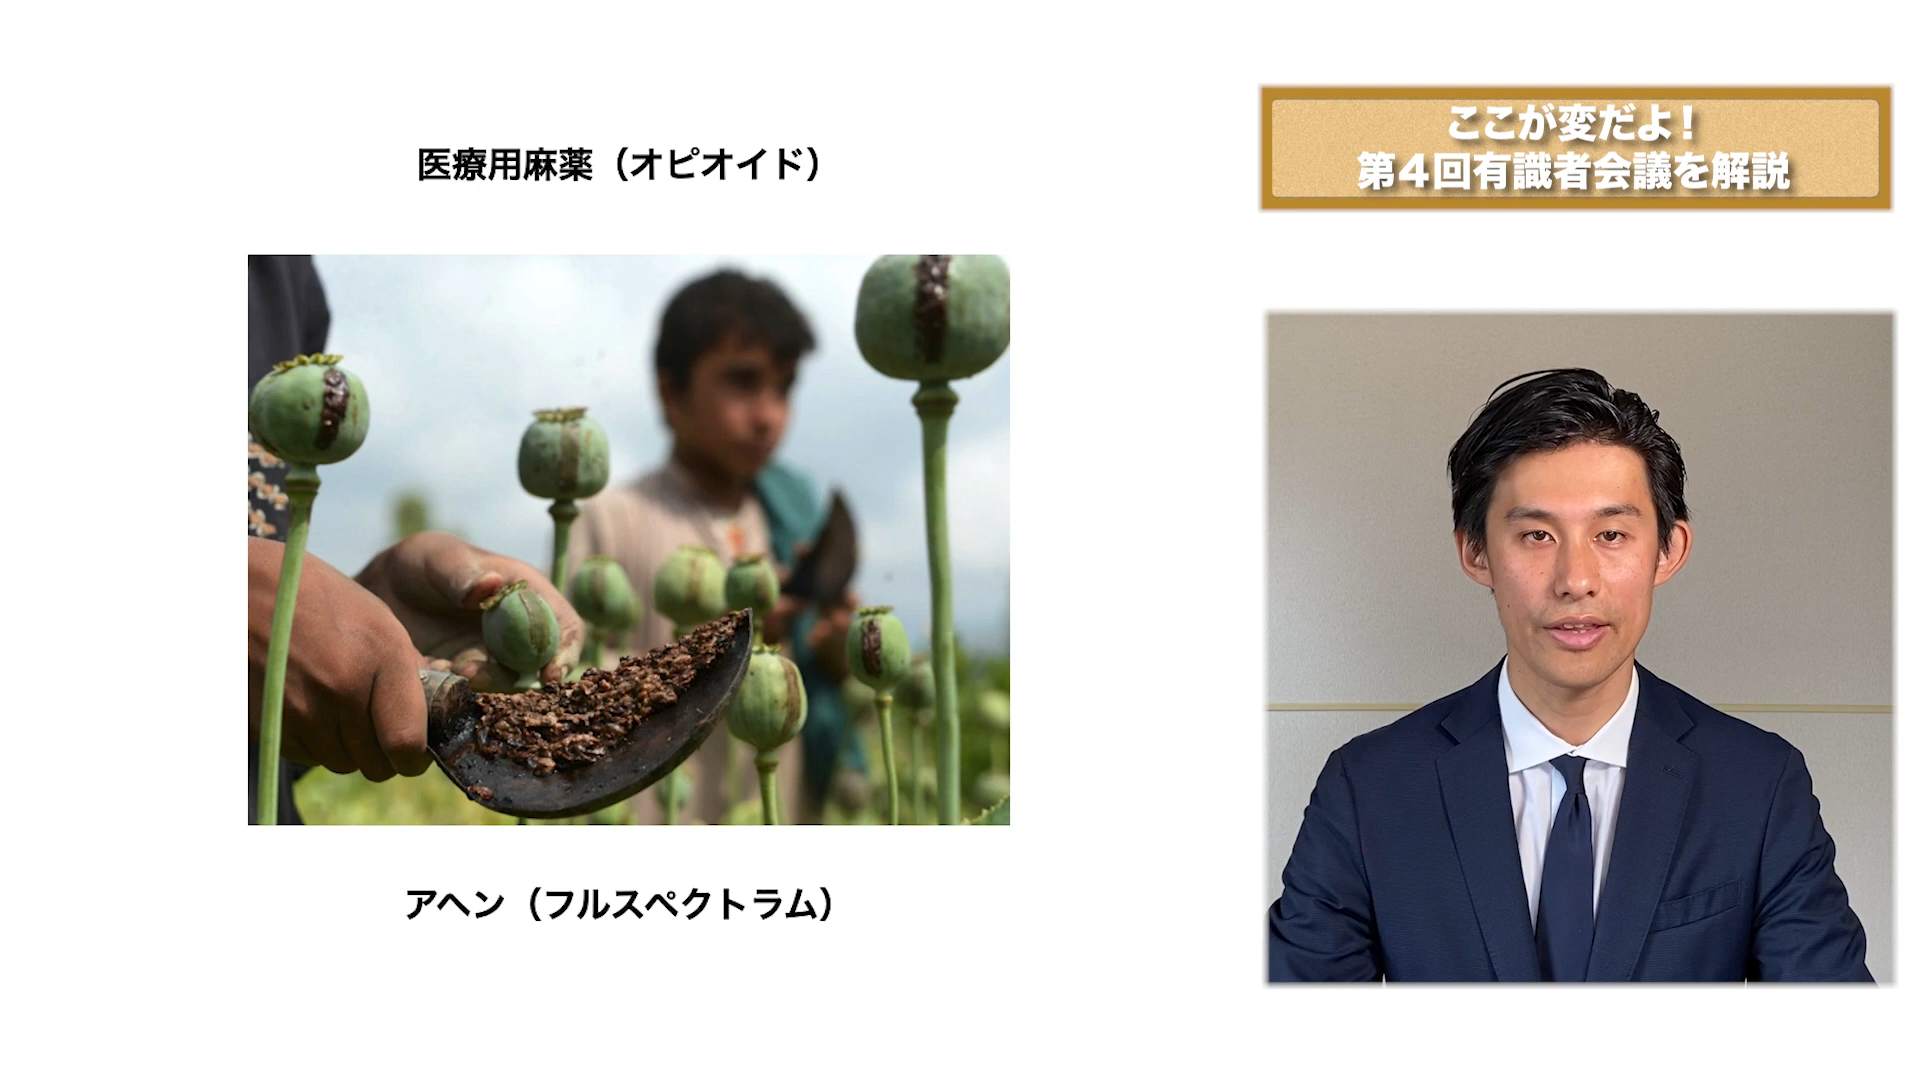 医療用麻薬（オピオイド）
ここが変だよ！
第４回有識者会議を解説
アヘン（フルスペクトラム）